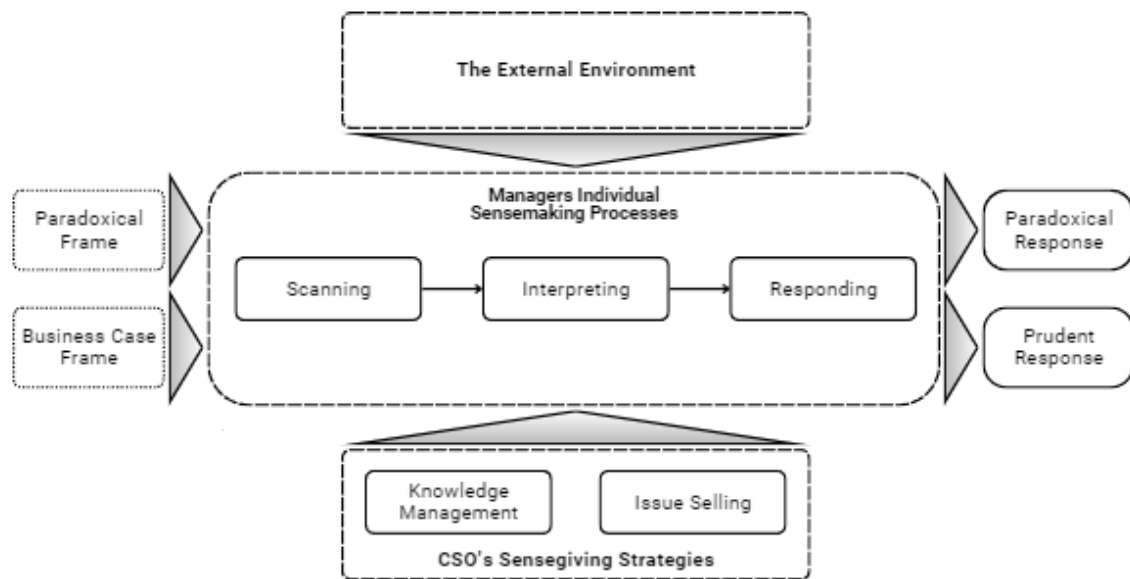 The External Environment
Managers Individual
Sensemaking Processes
Paradoxical
Frame
Business Case
Frame
Scanning
Interpreting
Responding
Paradoxical
Response
Prudent
Response
Knowledge
Management
Issue Selling
CSO's Sensegiving Strategies